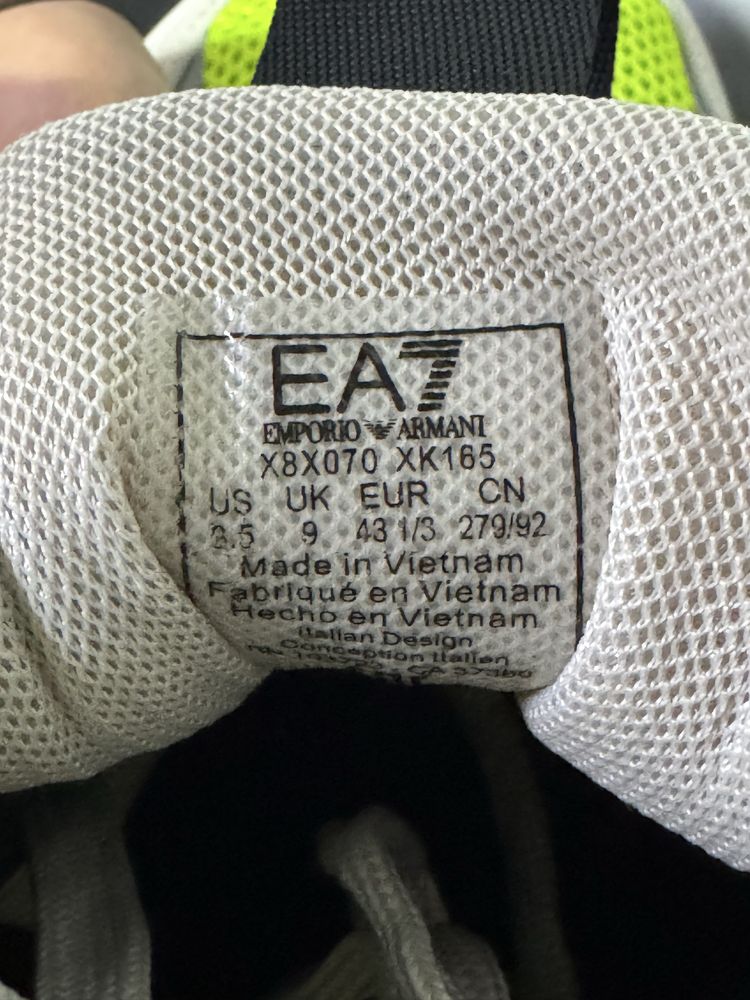 EA7
EMPORIO ARMANI
X8X070 XK165
US UK EUR CN
9 43 1/3 279/92
Made in Vietnam
Fabriqué en Vietnam
Hecho en Vietnam
Italian Design
Conception Italien